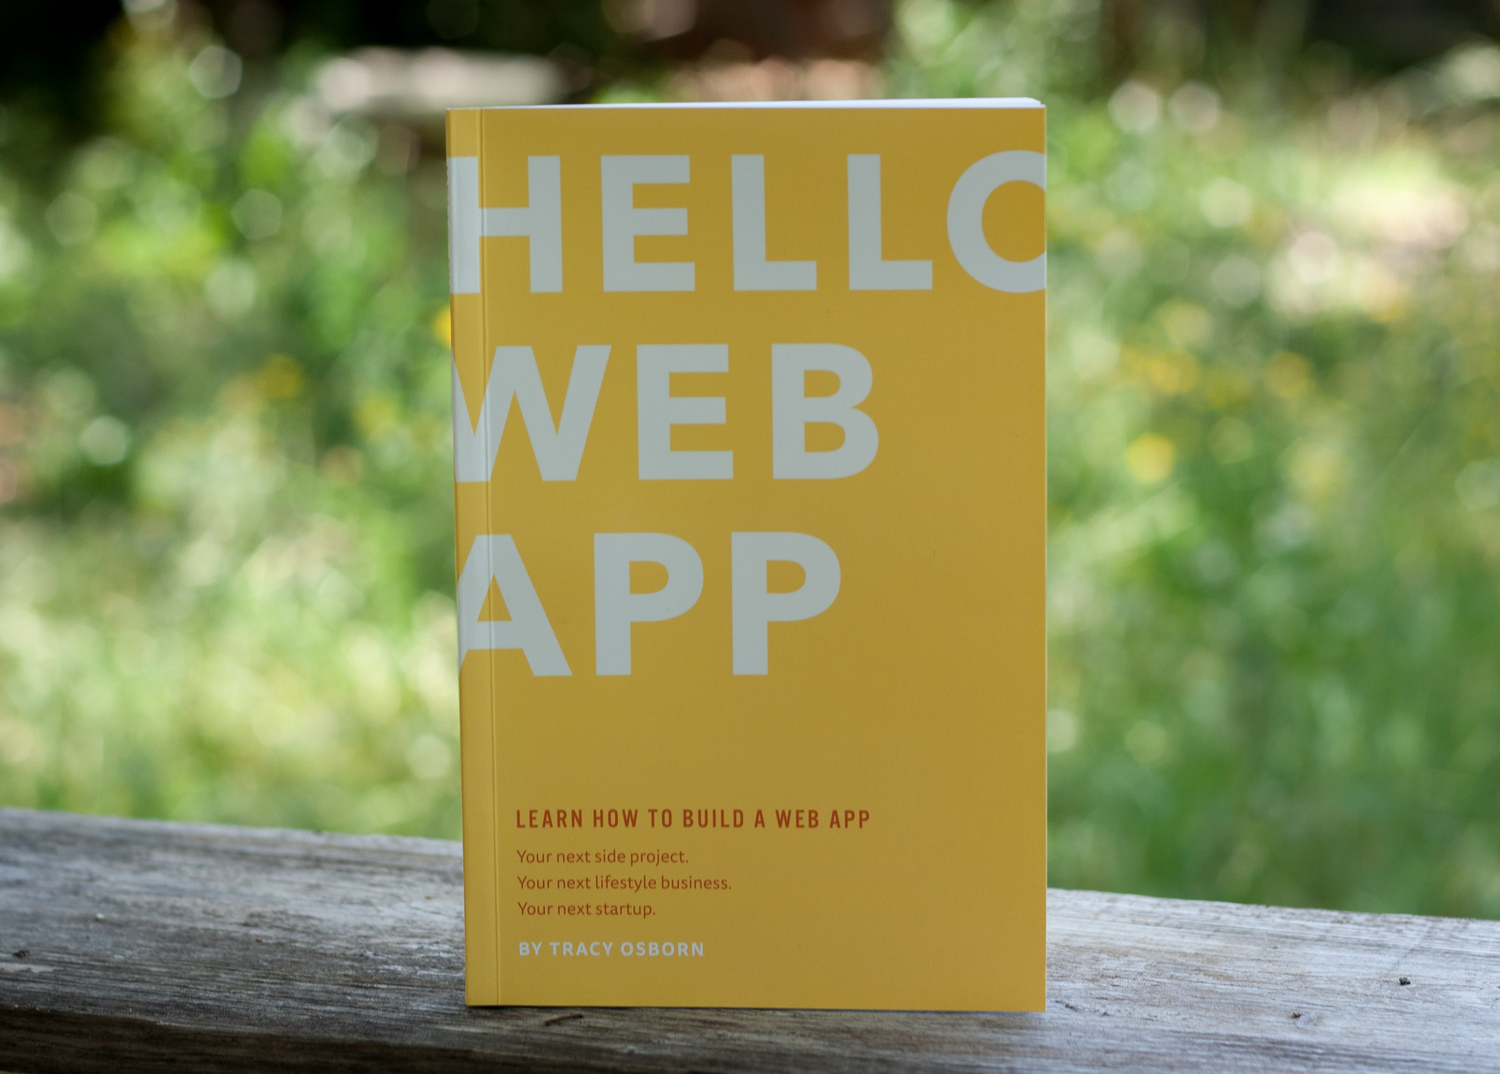 HELLO
WEB
APP
LEARN HOW TO BUILD A WEB APP
Your next side project.
Your next lifestyle business.
Your next startup.
BY TRACY OSBORN